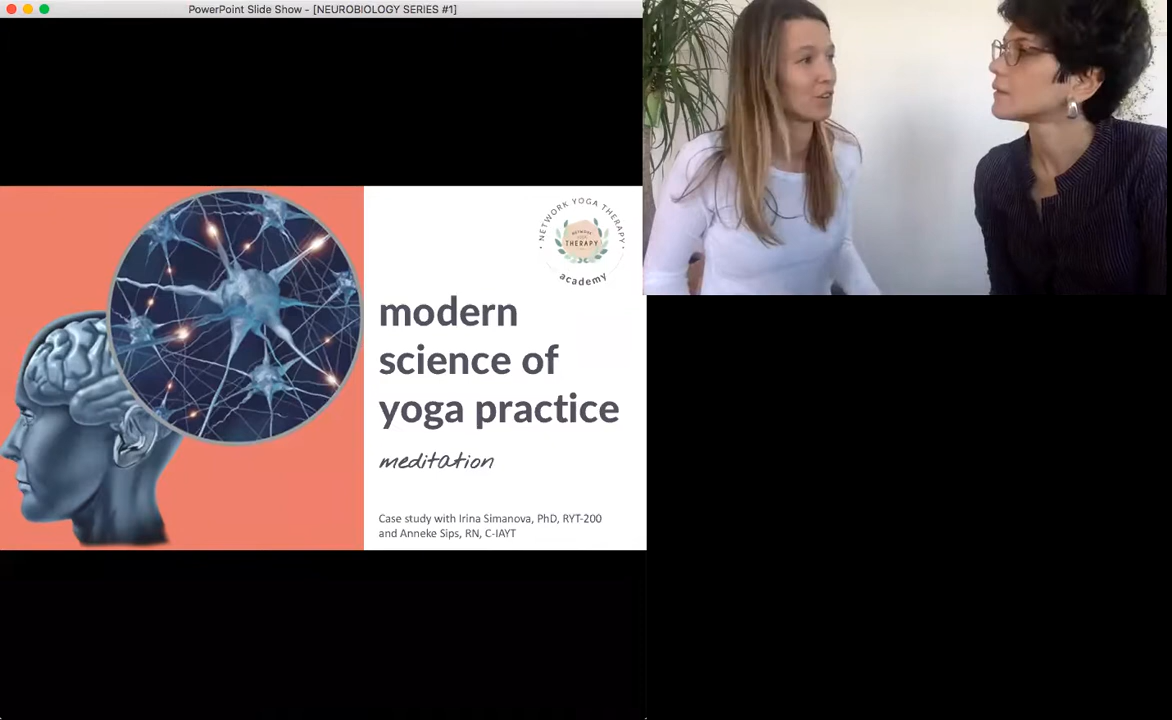 PowerPoint Slide Show - [NEUROBIOLOGY SERIES #1]
NETWORK YOGA THERAPY
THERAPY
academy
modern
science of
yoga practice
meditation
Case study with Irina Simanova, PhD, RYT-200
and Anneke Sips, RN, C-IAYT